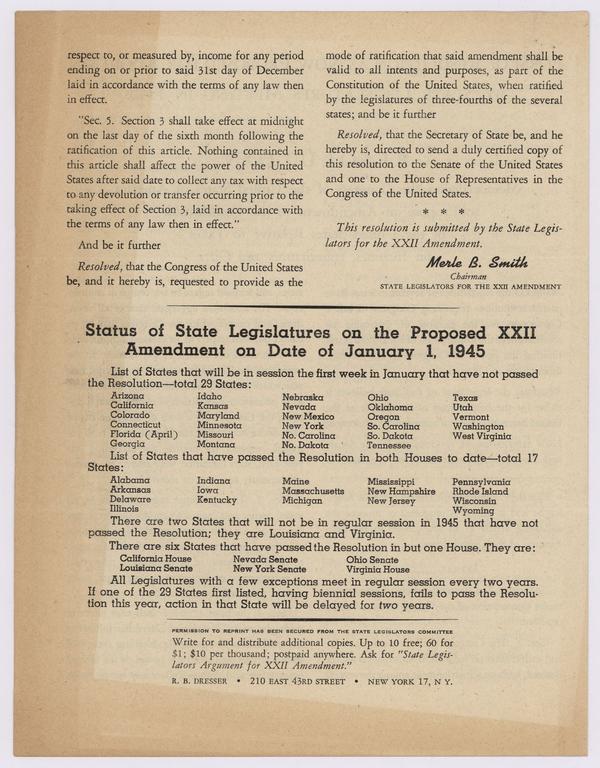 respect to, or measured by, income for any period
ending on or prior to said 31st day of December
laid in accordance with the terms of any law then
in effect.
"Sec. 5. Section 3 shall take effect at midnight
on the last day of the sixth month following the
ratification of this article. Nothing contained in
this article shall affect the power of the United
States after said date to collect any tax with respect
to any devolution or transfer occurring prior to the
taking effect of Section 3, laid in accordance with
the terms of any law then in effect."
And be it further
Resolved, that the Congress of the United States
be, and it hereby is, requested to provide as the
mode of ratification that said amendment shall be
valid to all intents and purposes, as part of the
Constitution of the United States, when ratified
by the legislatures of three-fourths of the several
states; and be it further
Resolved, that the Secretary of State be, and he
hereby is, directed to send a duly certified copy of
this resolution to the Senate of the United States
and one to the House of Representatives in the
Congress of the United States.
* * *
This resolution is submitted by the State Legis-
lators for the XXII Amendment.
Merle B. Smith
Chairman
STATE LEGISLATORS FOR THE XXII AMENDMENT
Status of State Legislatures on the Proposed XXII
Amendment on Date of January 1, 1945
List of States that will be in session the first week in January that have not passed
the Resolution—total 29 States:
Arizona Idaho Nebraska Ohio Texas
California Kansas Nevada Oklahoma Utah
Colorado Maryland New Mexico Oregon Vermont
Connecticut Minnesota New York So. Carolina Washington
Florida (April) Missouri No. Carolina So. Dakota West Virginia
Georgia Montana No. Dakota Tennessee
List of States that have passed the Resolution in both Houses to date—total 17
States:
Alabama Indiana Maine Mississippi Pennsylvania
Arkansas Iowa Massachusetts New Hampshire Rhode Island
Delaware Kentucky Michigan New Jersey Wisconsin
Illinois Wyoming
There are two States that will not be in regular session in 1945 that have not
passed the Resolution; they are Louisiana and Virginia.
There are six States that have passed the Resolution in but one House. They are:
California House Nevada Senate Ohio Senate
Louisiana Senate New York Senate Virginia House
All Legislatures with a few exceptions meet in regular session every two years.
If one of the 29 States first listed, having biennial sessions, fails to pass the Resolu-
tion this year, action in that State will be delayed for two years.
PERMISSION TO REPRINT HAS BEEN SECURED FROM THE STATE LEGISLATORS COMMITTEE
Write for and distribute additional copies. Up to 10 free; 60 for
$1; $10 per thousand; postpaid anywhere. Ask for "State Legis-
lators Argument for XXII Amendment."
R. B. DRESSER • 210 EAST 43RD STREET • NEW YORK 17, N Y.